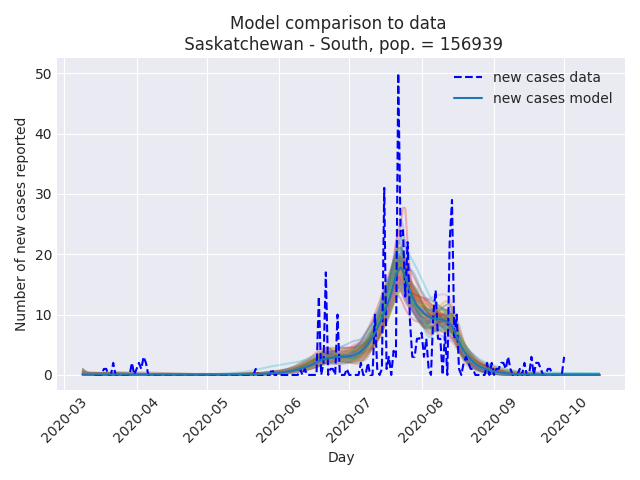 Model comparison to data
Saskatchewan - South, pop. = 156939
new cases data
new cases model
Number of new cases reported
50
40
30
20
10
0
2020-03
2020-04
2020-05
2020-06
2020-07
2020-08
2020-09
2020-10
Day